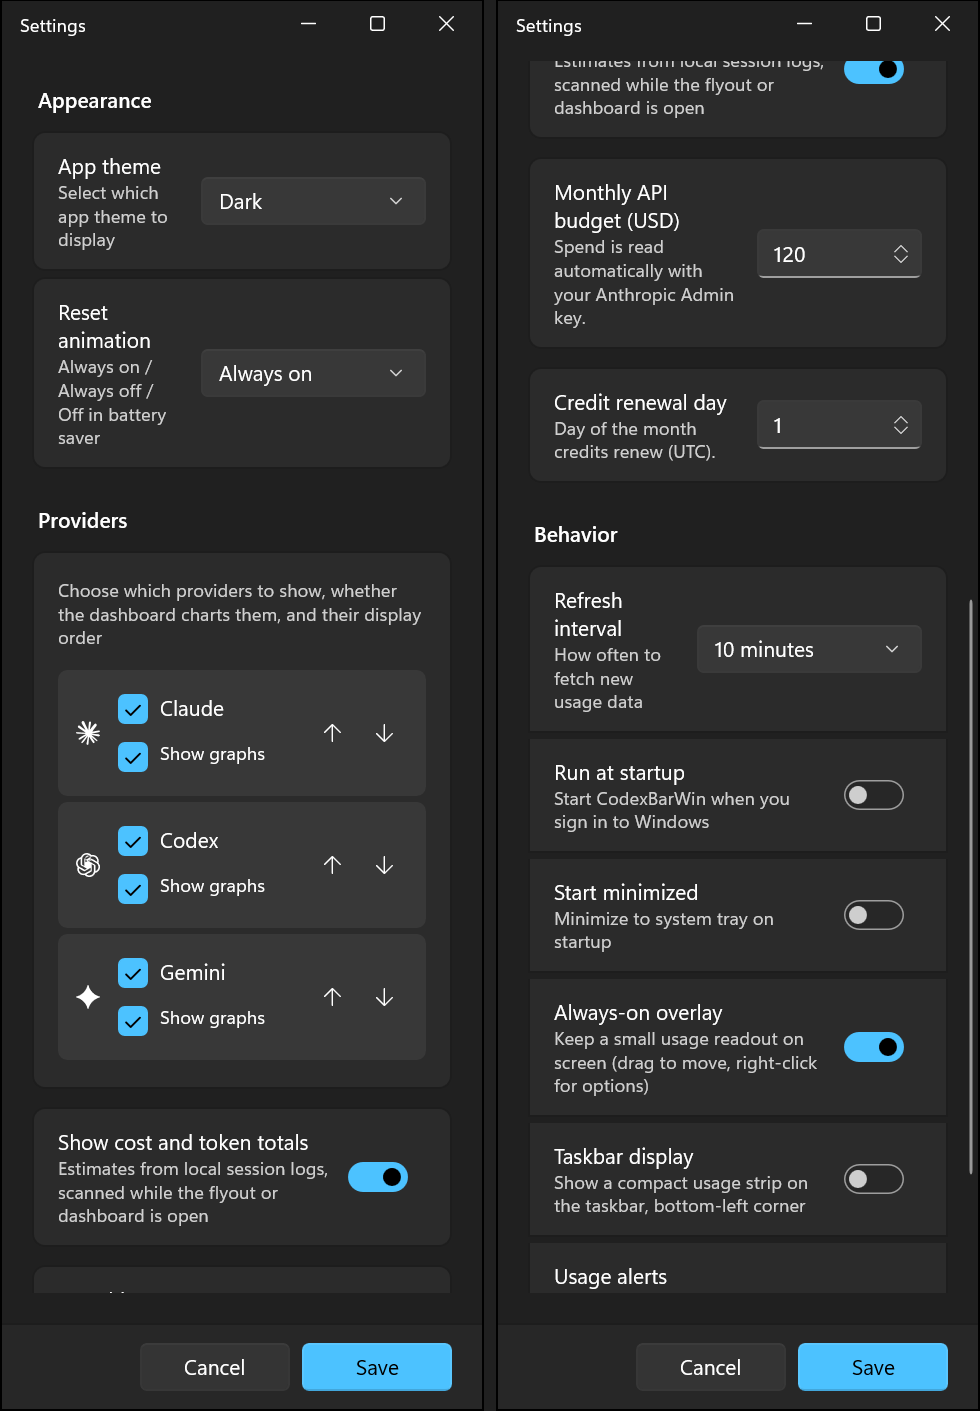 Settings
Appearance
App theme
Select which
app theme to
display
Dark
Reset
animation
Always on /
Always off /
Off in battery
saver
Always on
Providers
Choose which providers to show, whether
the dashboard charts them, and their display
order
Claude
Show graphs
Codex
Show graphs
Gemini
Show graphs
Show cost and token totals
Estimates from local session logs,
scanned while the flyout or
dashboard is open
Cancel
Save
Settings
Estimates from local session logs,
scanned while the flyout or
dashboard is open
Monthly API
budget (USD)
Spend is read
automatically with
your Anthropic Admin
key.
120
Credit renewal day
Day of the month
credits renew (UTC).
1
Behavior
Refresh
interval
How often to
fetch new
usage data
10 minutes
Run at startup
Start CodexBarWin when you
sign in to Windows
Start minimized
Minimize to system tray on
startup
Always-on overlay
Keep a small usage readout on
screen (drag to move, right-click
for options)
Taskbar display
Show a compact usage strip on
the taskbar, bottom-left corner
Usage alerts
Cancel
Save